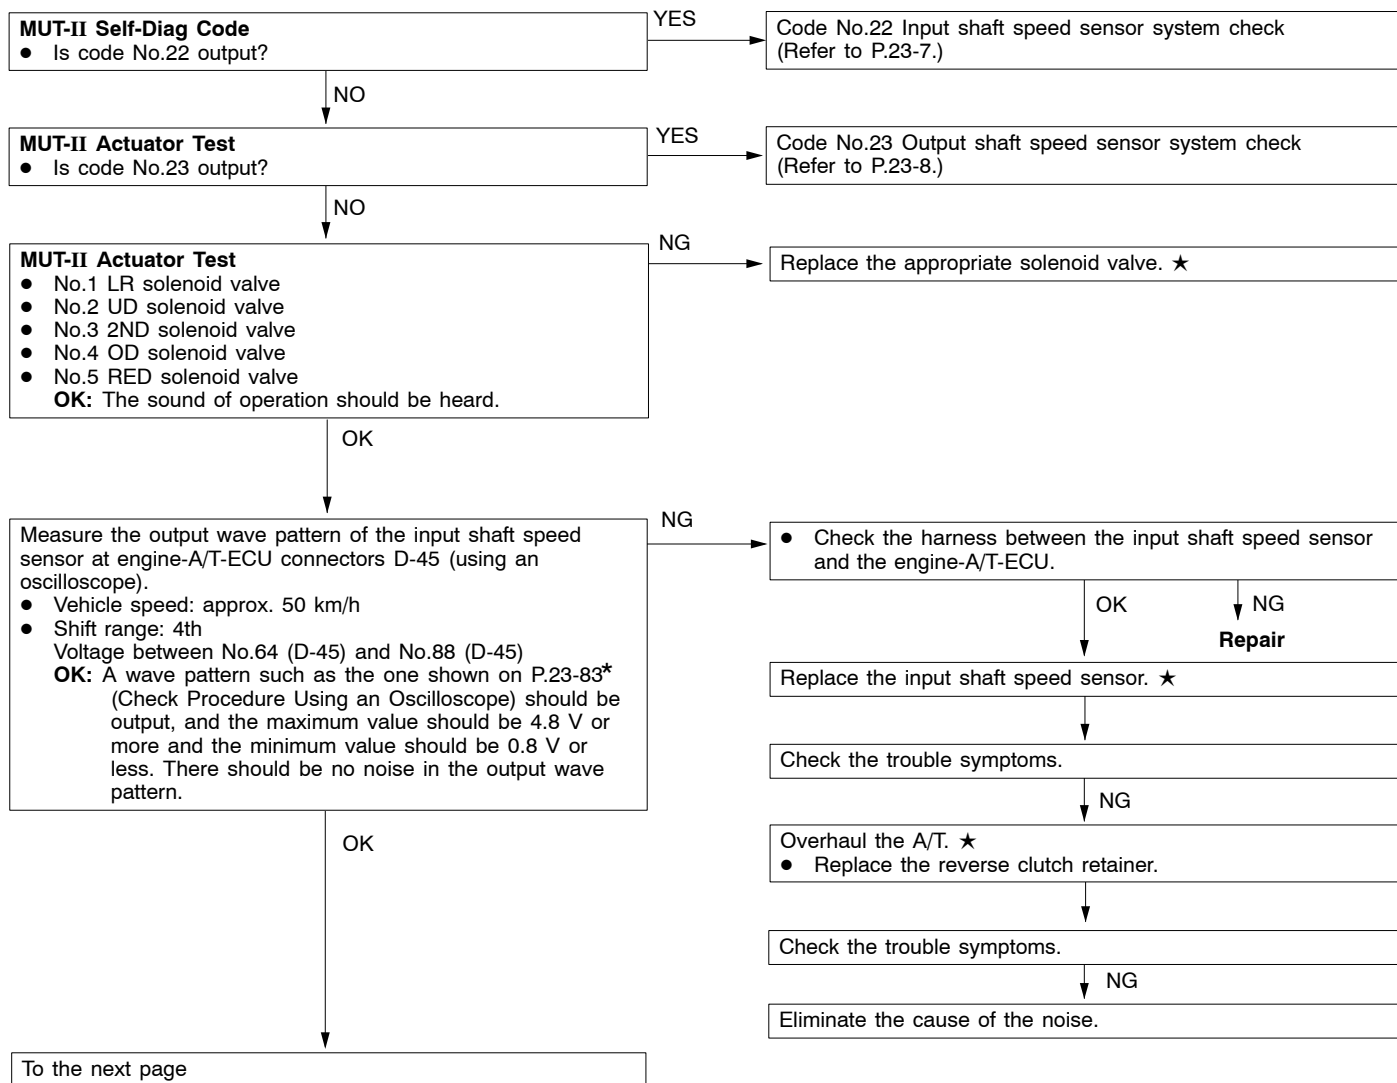 MUT-II Self-Diag Code
● Is code No.22 output?
YES
Code No.22 Input shaft speed sensor system check
(Refer to P.23-7.)
NO
MUT-II Actuator Test
● Is code No.23 output?
YES
Code No.23 Output shaft speed sensor system check
(Refer to P.23-8.)
NO
MUT-II Actuator Test
● No.1 LR solenoid valve
● No.2 UD solenoid valve
● No.3 2ND solenoid valve
● No.4 OD solenoid valve
● No.5 RED solenoid valve
OK: The sound of operation should be heard.
NG
Replace the appropriate solenoid valve. ★
OK
Measure the output wave pattern of the input shaft speed
sensor at engine-A/T-ECU connectors D-45 (using an
oscilloscope).
● Vehicle speed: approx. 50 km/h
● Shift range: 4th
Voltage between No.64 (D-45) and No.88 (D-45)
OK: A wave pattern such as the one shown on P.23-83*
(Check Procedure Using an Oscilloscope) should be
output, and the maximum value should be 4.8 V or
more and the minimum value should be 0.8 V or
less. There should be no noise in the output wave
pattern.
NG
● Check the harness between the input shaft speed sensor
and the engine-A/T-ECU.
OK
NG
Repair
Replace the input shaft speed sensor. ★
Check the trouble symptoms.
NG
Overhaul the A/T. ★
● Replace the reverse clutch retainer.
Check the trouble symptoms.
NG
Eliminate the cause of the noise.
OK
To the next page